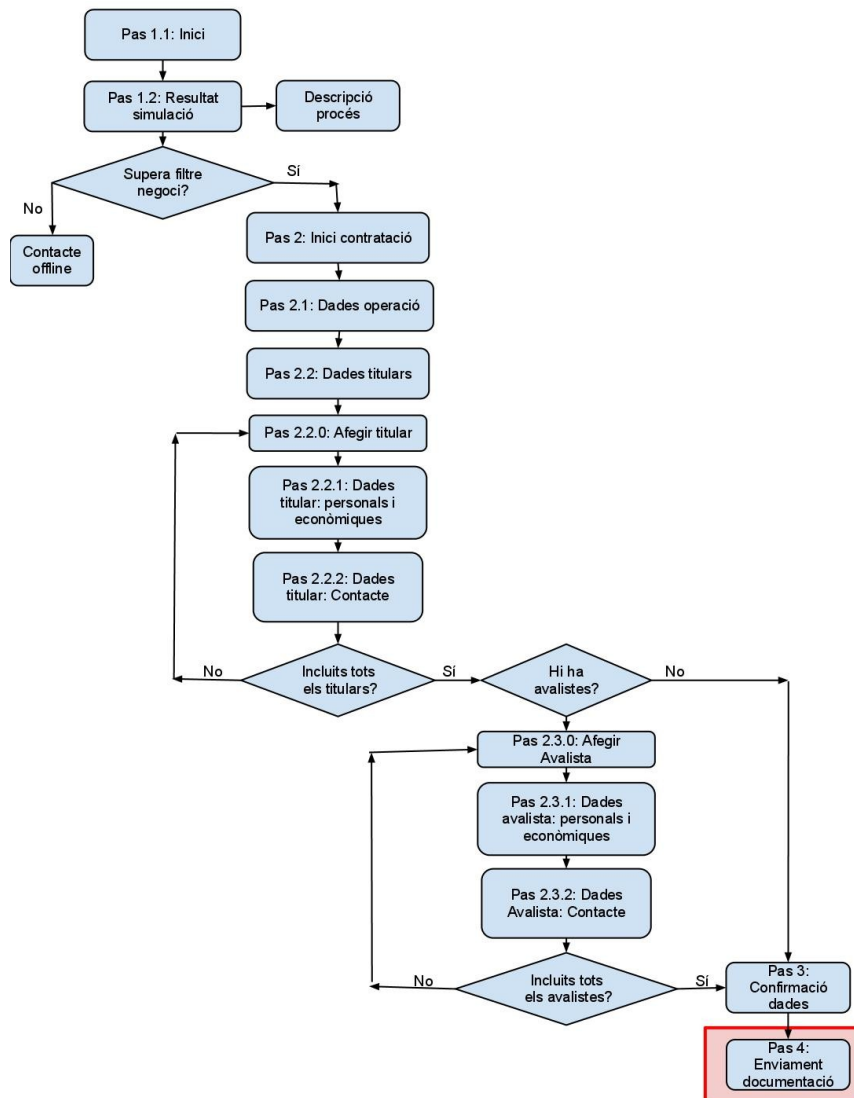 Pas 1.1: Inici
Pas 1.2: Resultat
simulació
Descripció
procés
Supera filtre
negoci?
Sí
No
Contacte
offline
Pas 2: Inici contratació
Pas 2.1: Dades operació
Pas 2.2: Dades titulars
Pas 2.2.0: Afegir titular
Pas 2.2.1: Dades
titular: personals i
econòmiques
Pas 2.2.2: Dades
titular: Contacte
No
Incluits tots
els titulars?
Sí
Hi ha
avalistes?
No
Pas 2.3.0: Afegir
Avalista
Pas 2.3.1: Dades
avalista: personals i
econòmiques
Pas 2.3.2: Dades
Avalista: Contacte
No
Incluits tots
els avalistes?
Sí
Pas 3:
Confirmació
dades
Pas 4:
Enviament
documentació